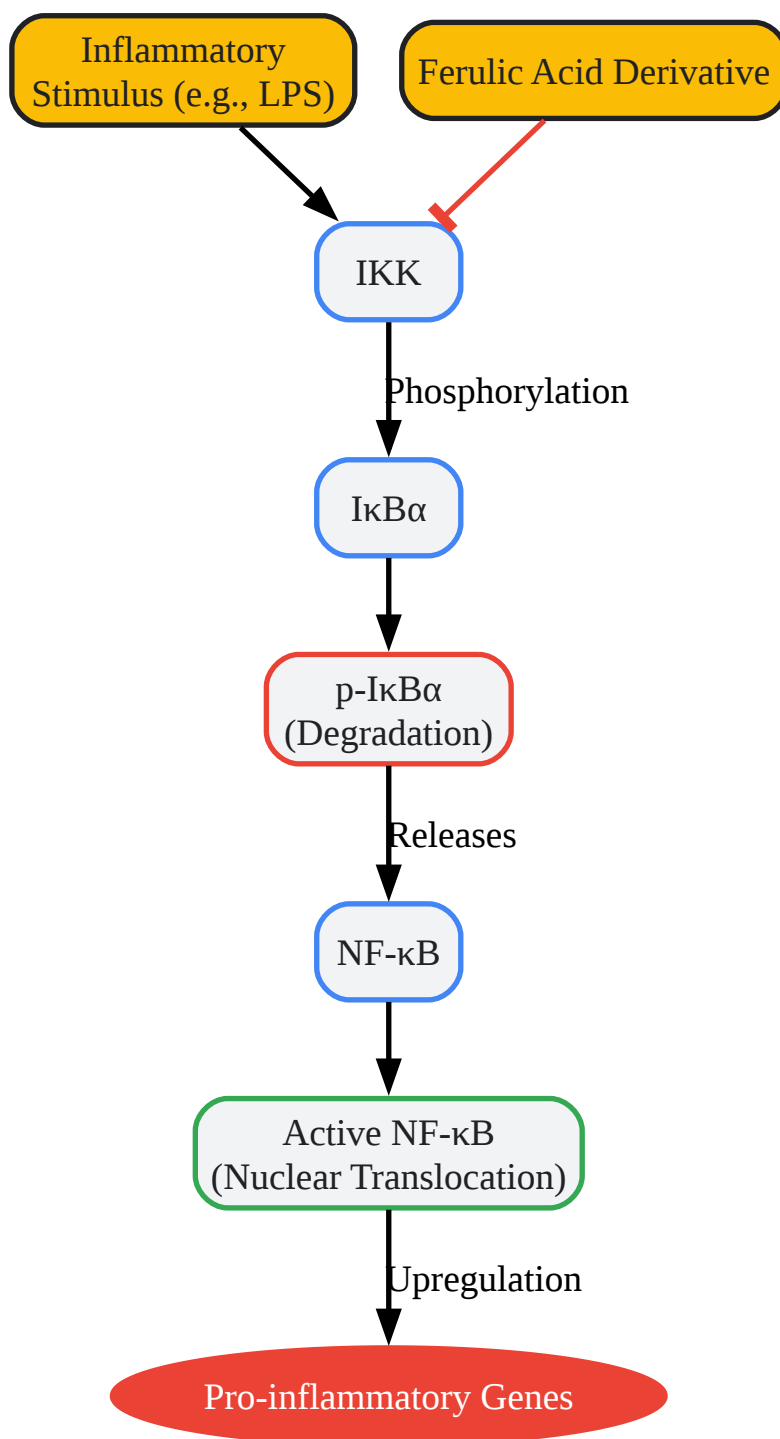 Inflammatory
Stimulus (e.g., LPS)
Ferulic Acid Derivative
IKK
Phosphorylation
IκBα
p-IκBα
(Degradation)
Releases
NF-κB
Active NF-κB
(Nuclear Translocation)
Upregulation
Pro-inflammatory Genes